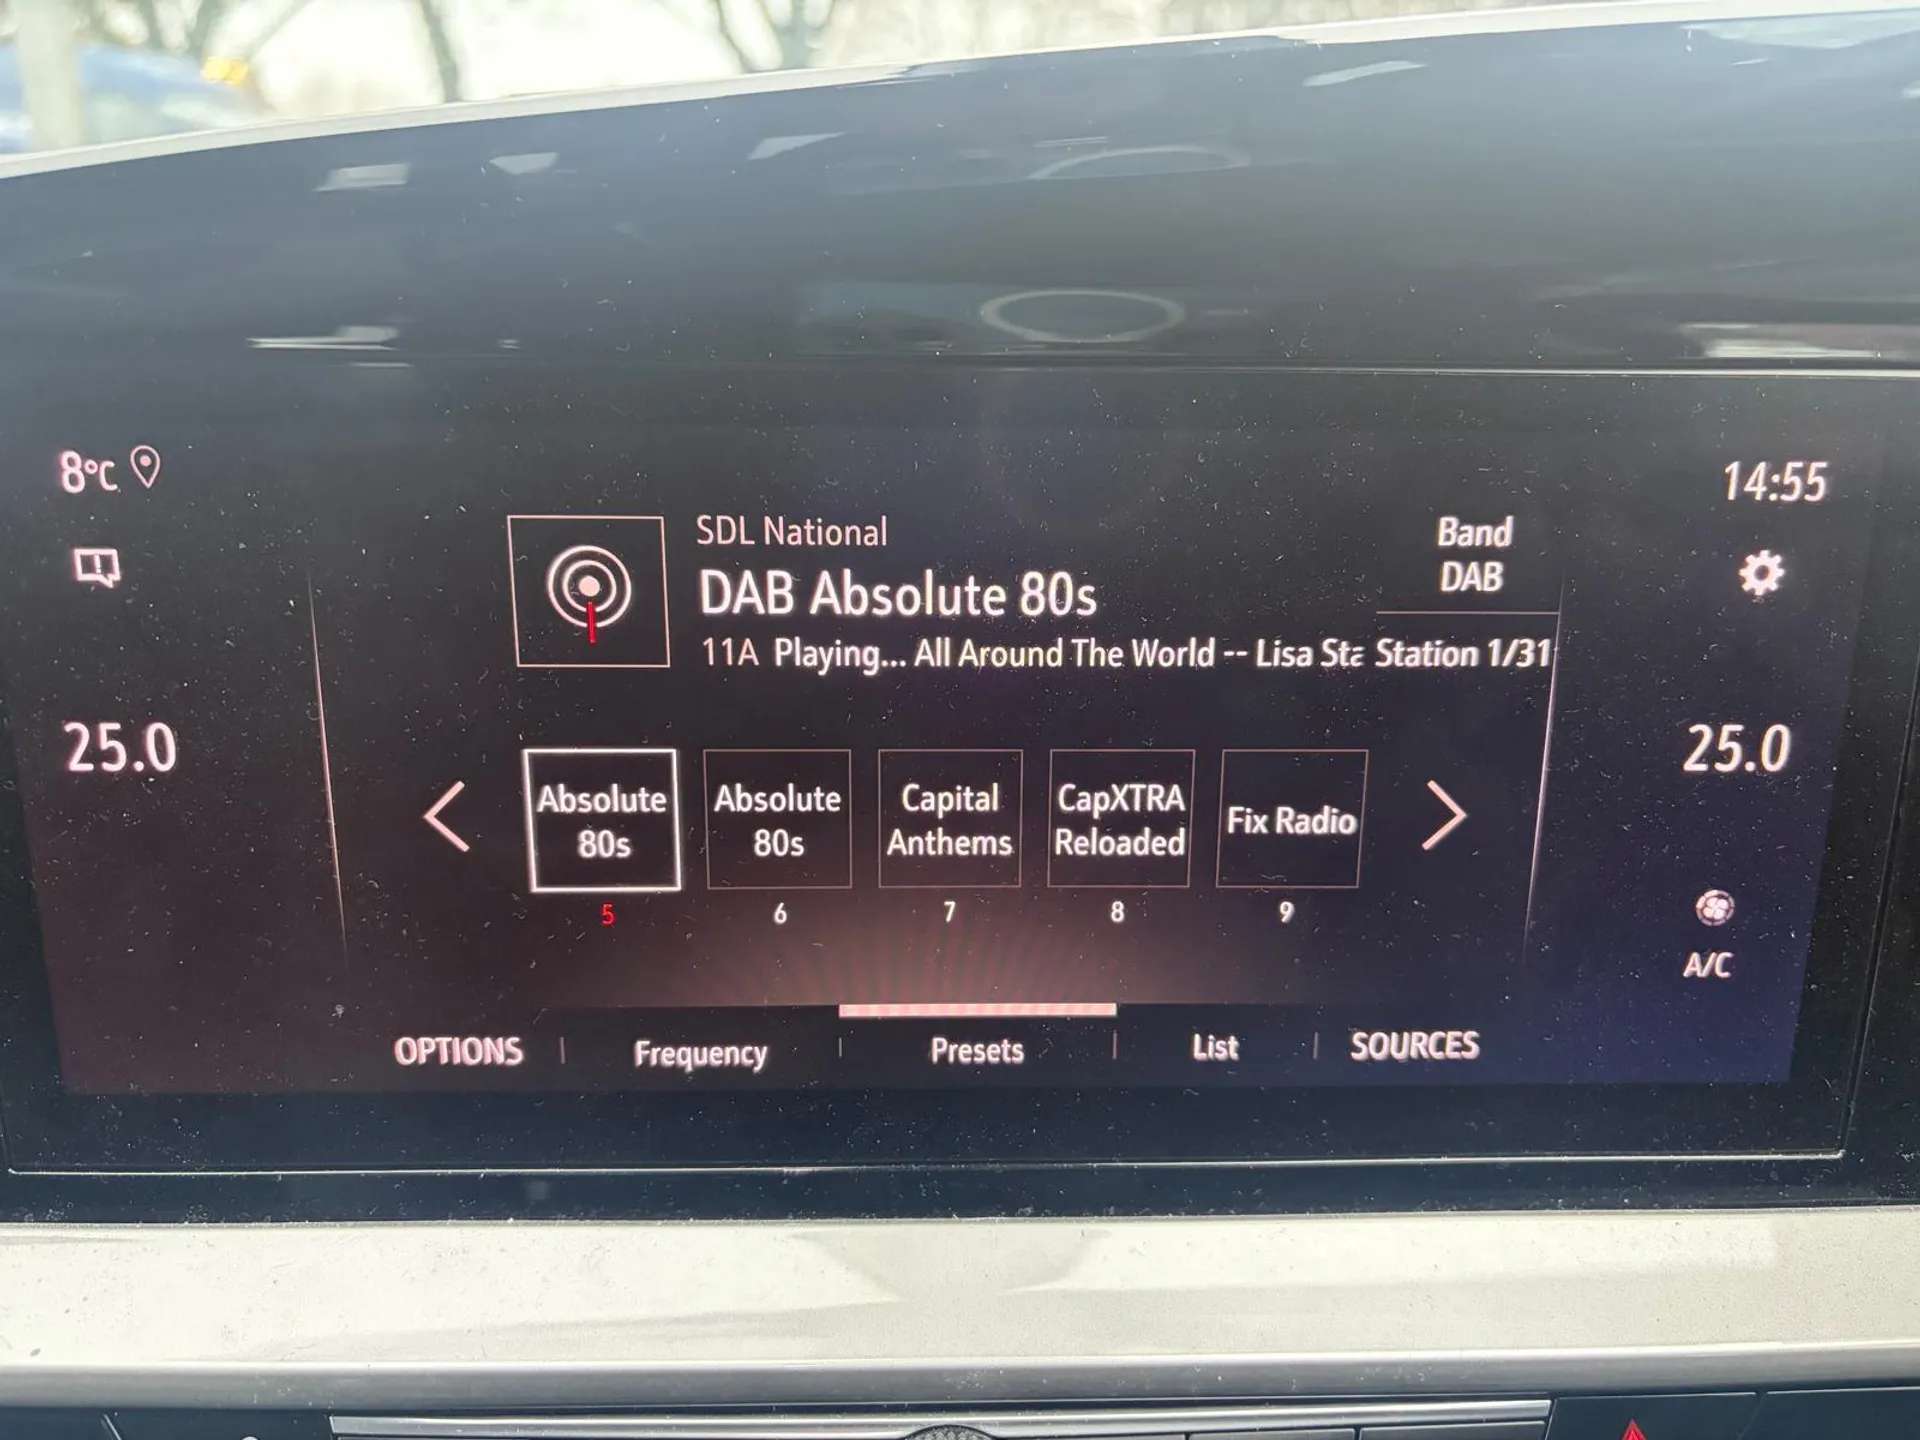 8°C
14:55
SDL National
Band
DAB Absolute 80s
DAB
11A Playing... All Around The World -- Lisa Sta Station 1/31
25.0
25.0
Absolute
80s
5
Absolute
80s
6
Capital
Anthems
7
CapXTRA
Reloaded
8
Fix Radio
9
A/C
OPTIONS
Frequency
Presets
List
SOURCES